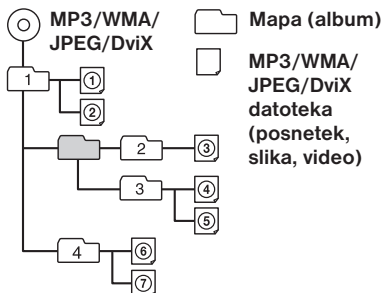 MP3/WMA/
JPEG/DviX
1
①
②
2
③
3
④
⑤
4
⑥
⑦
Mapa (album)
MP3/WMA/
JPEG/DviX
datoteka
(posnetek,
slika, video)